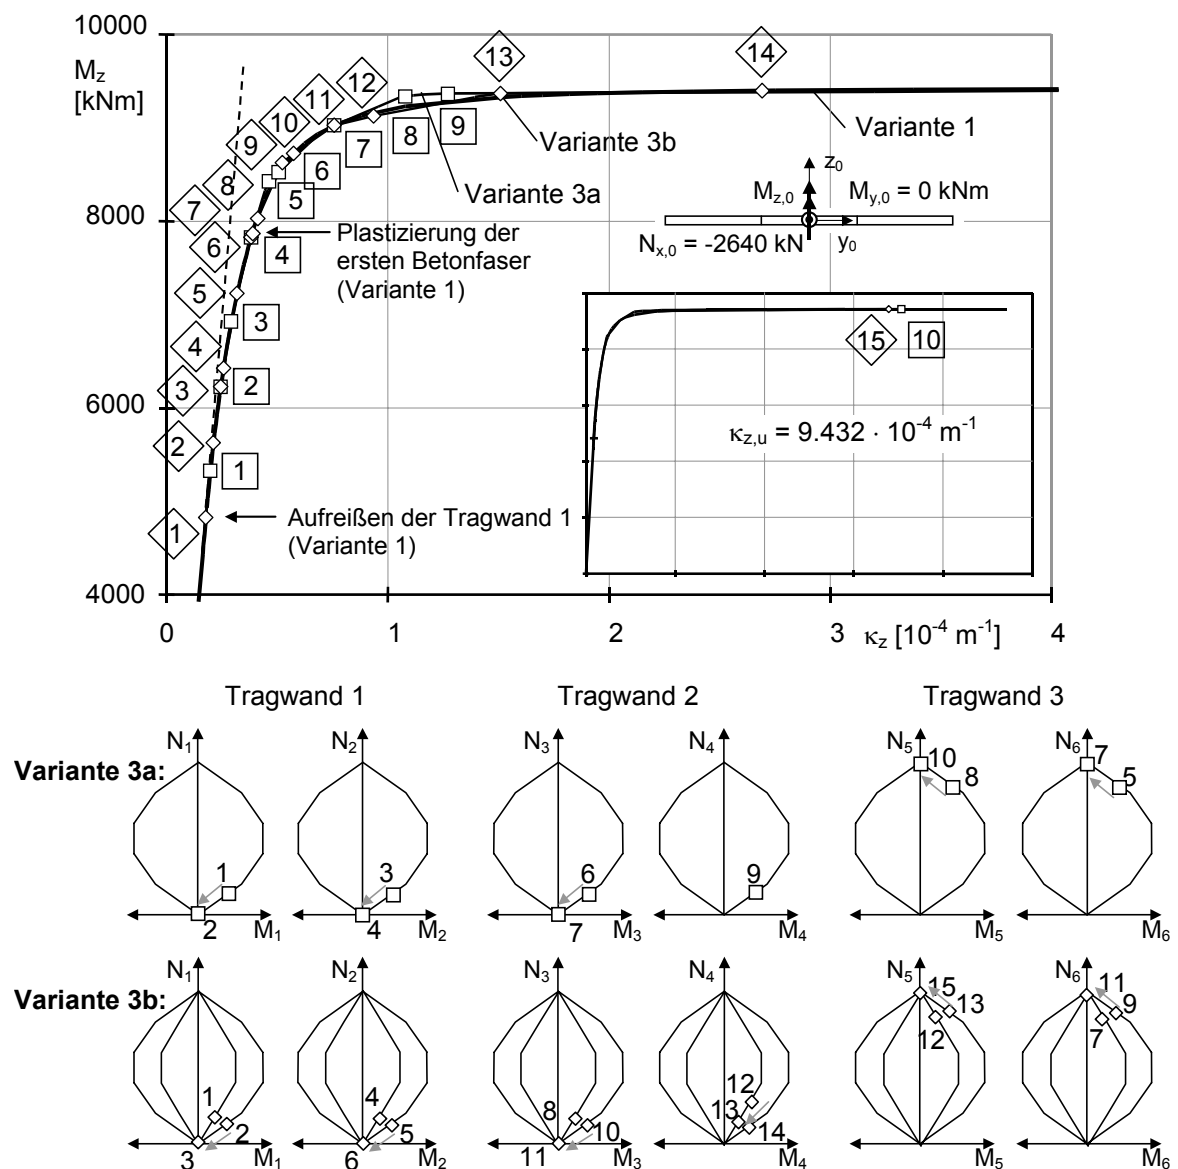 10000
M_z
[kNm]
8000
6000
4000
0
1
2
3
κ_z [10^-4 m^-1]
4
1
2
3
4
5
6
7
8
9
10
11
12
13
14
1
2
3
4
5
6
7
8
9
Variante 3b
Variante 1
Variante 3a
Plastizierung der
ersten Betonfaser
(Variante 1)
Aufreißen der Tragwand 1
(Variante 1)
z_0
M_z,0
M_y,0 = 0 kNm
N_x,0 = -2640 kN
y_0
15
10
κ_z,u = 9.432 · 10^-4 m^-1
Tragwand 1
Tragwand 2
Tragwand 3
Variante 3a:
N_1
1
2
M_1
N_2
3
4
M_2
N_3
6
7
M_3
N_4
9
M_4
N_5
10
8
M_5
N_6
7
5
M_6
Variante 3b:
N_1
1
2
3
M_1
N_2
4
5
6
M_2
N_3
8
10
11
M_3
N_4
12
13
14
M_4
N_5
15
13
12
M_5
N_6
11
9
7
M_6